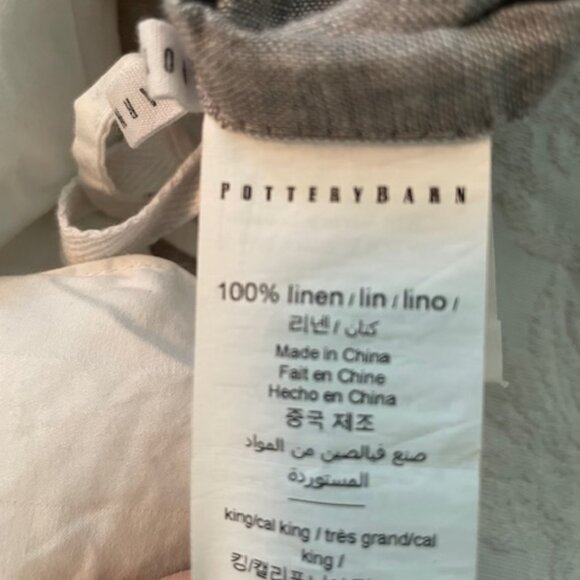 POTTERYBARN
100% linen / lin / lino /
리넨 / كتان
Made in China
Fait en Chine
Hecho en China
중국 제조
صنع فيالصين من المواد
المستوردة
king/cal king / très grand/cal
king /